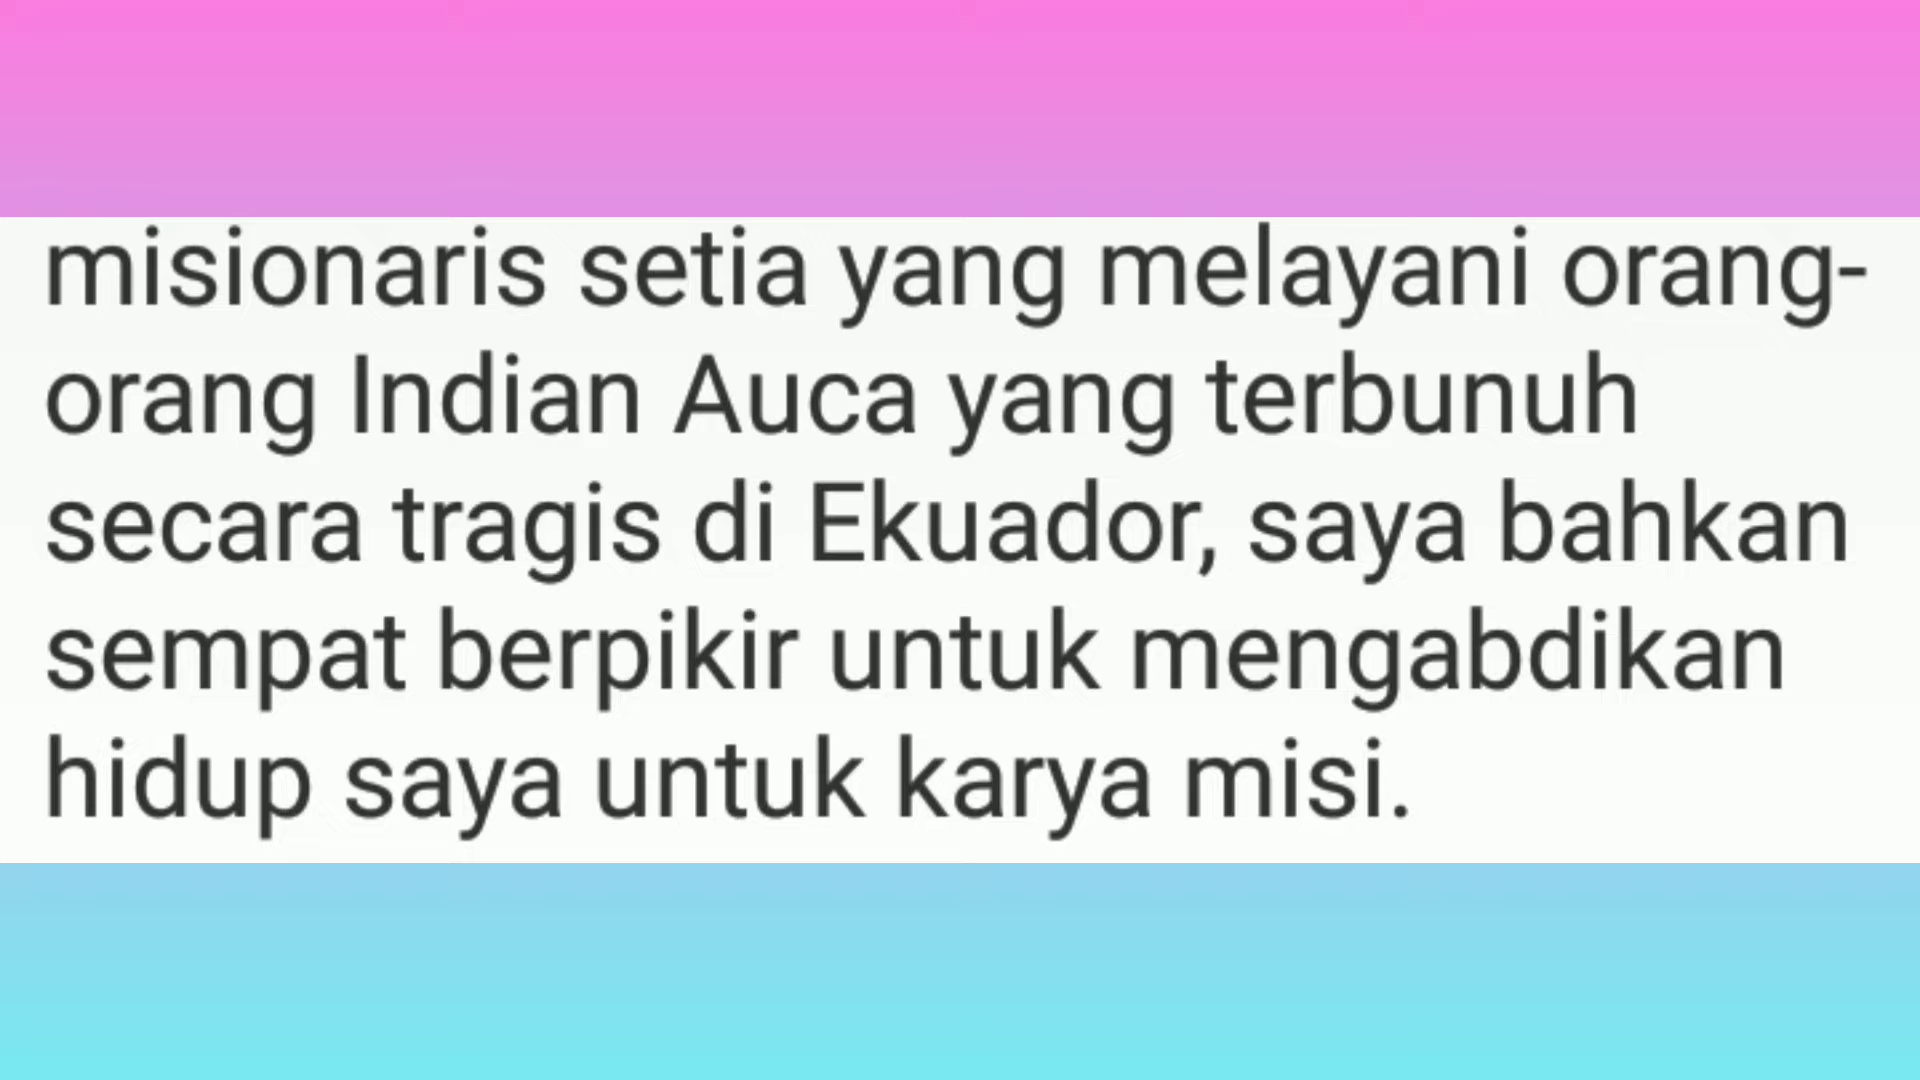 misionaris setia yang melayani orang-
orang Indian Auca yang terbunuh
secara tragis di Ekuador, saya bahkan
sempat berpikir untuk mengabdikan
hidup saya untuk karya misi.